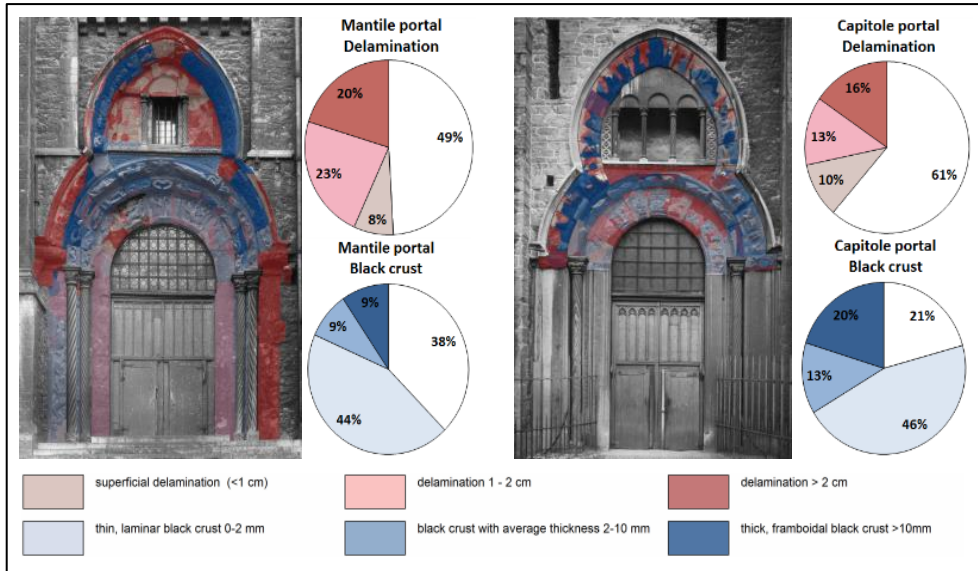 Mantile portal
Delamination
20%
49%
23%
8%
Mantile portal
Black crust
9%
9%
38%
44%
Capitole portal
Delamination
16%
13%
10%
61%
Capitole portal
Black crust
20%
21%
13%
46%
superficial delamination (<1 cm)
delamination 1 - 2 cm
delamination > 2 cm
thin, laminar black crust 0-2 mm
black crust with average thickness 2-10 mm
thick, framboidal black crust >10mm